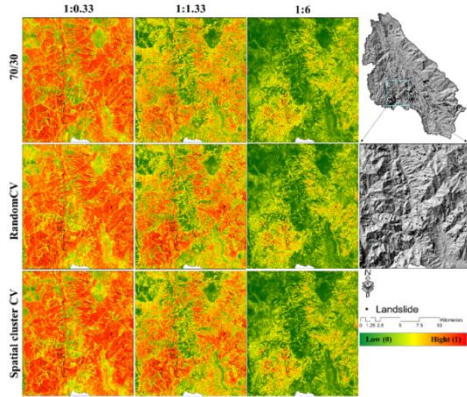 1:0.33 1:1.33 1:6
70/30
RandomCV
Spatial cluster CV
N
Landslide
Kilometers
0 1.25 2.5 5 7.5 10
Low (0) Hight (1)